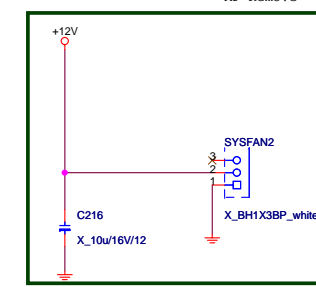 +12V
SYSFAN2
3
2
1
C216
X_BH1X3BP_white
X_10u/16V/12